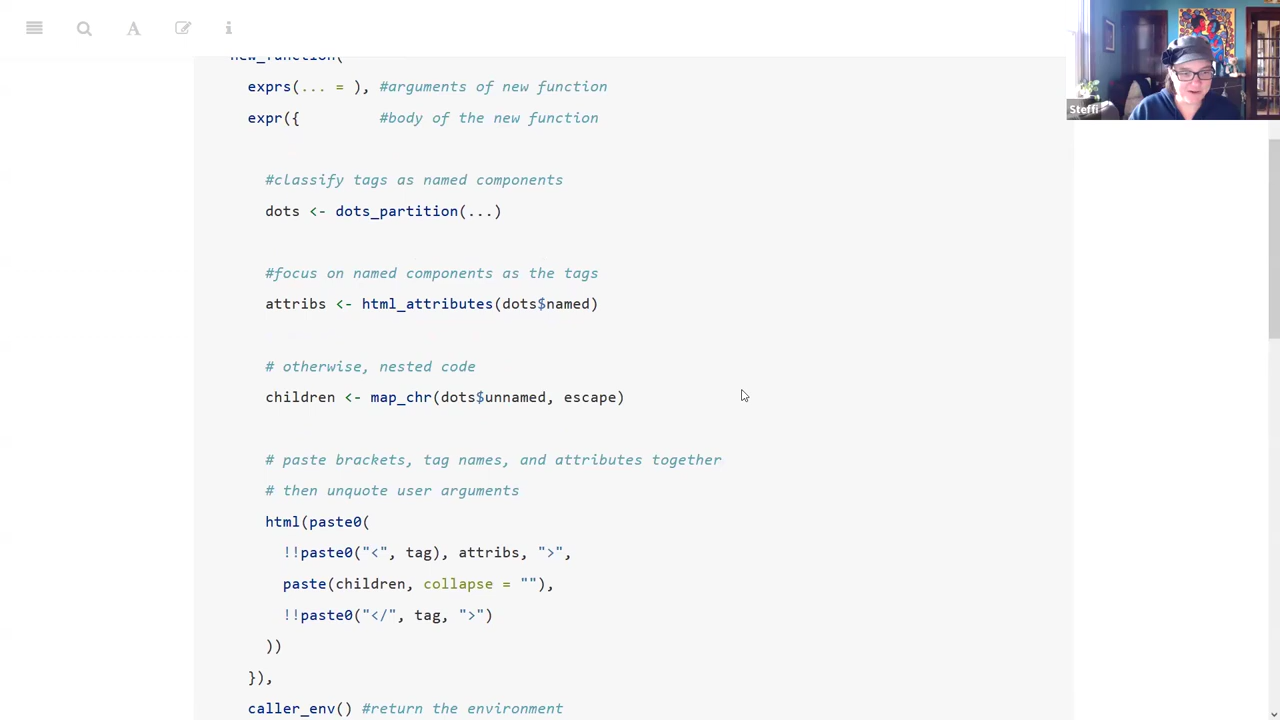 new_function(
exprs(... = ), #arguments of new function
expr({ #body of the new function
#classify tags as named components
dots <- dots_partition(...)
#focus on named components as the tags
attribs <- html_attributes(dots$named)
# otherwise, nested code
children <- map_chr(dots$unnamed, escape)
# paste brackets, tag names, and attributes together
# then unquote user arguments
html(paste0(
!!paste0("<", tag), attribs, ">",
paste(children, collapse = ""),
!!paste0("</", tag, ">")
))
}),
caller_env() #return the environment
Steffi